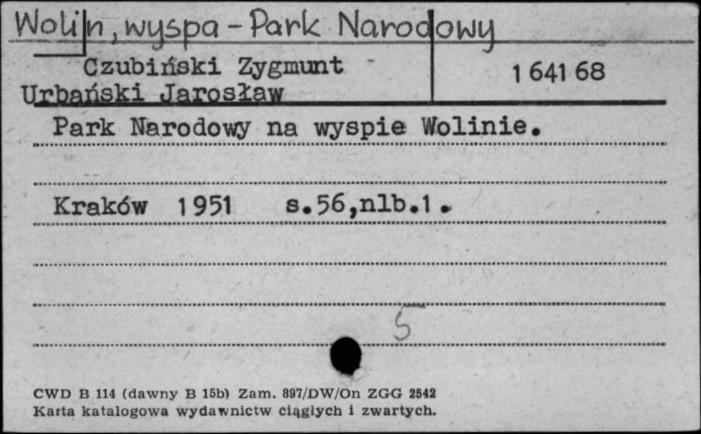 Wolin, wyspa - Park Narodowy
Czubiński Zygmunt
1 641 68
Urbański Jarosław
Park Narodowy na wyspie Wolinie.
Kraków 1951 s.56,nlb.1.
5
CWD B 114 (dawny B 15b) Zam. 897/DW/On ZGG 2542
Karta katalogowa wydawnictw ciągłych i zwartych.